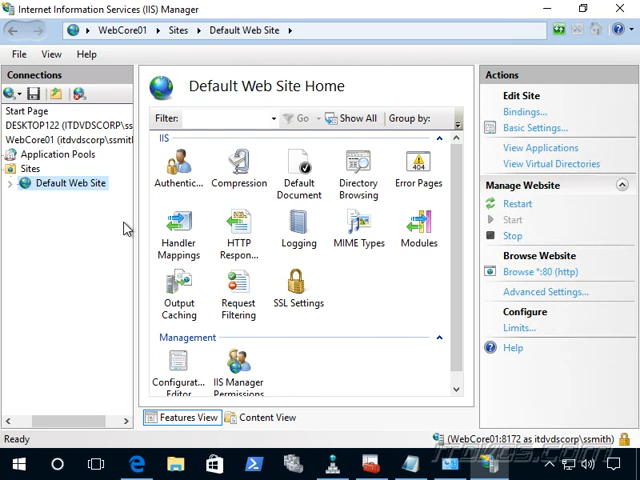 Internet Information Services (IIS) Manager
WebCore01 Sites Default Web Site
File View Help
Connections
Start Page
DESKTOP122 (ITDVDSCORP\ss
WebCore01 (itdvdscorp\ssmith
Application Pools
Sites
Default Web Site
Default Web Site Home
Filter: Go Show All Group by:
IIS
Authentic... Compression Default Document Directory Browsing Error Pages
Handler Mappings HTTP Respon... Logging MIME Types Modules
Output Caching Request Filtering SSL Settings
Management
Configurat... Editor IIS Manager Permissions
Features View Content View
Actions
Edit Site
Bindings...
Basic Settings...
View Applications
View Virtual Directories
Manage Website
Restart
Start
Stop
Browse Website
Browse *:80 (http)
Advanced Settings...
Configure
Limits...
Help
Ready
(WebCore01:8172 as itdvdscorp\ssmith)